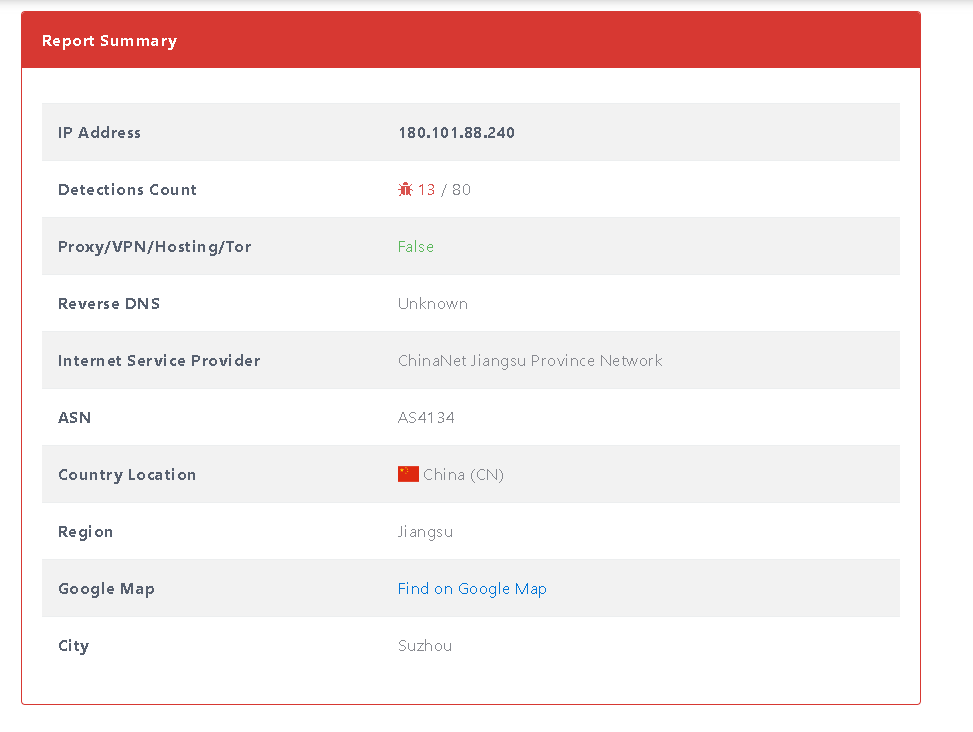 Report Summary
IP Address 180.101.88.240
Detections Count 13 / 80
Proxy/VPN/Hosting/Tor False
Reverse DNS Unknown
Internet Service Provider ChinaNet Jiangsu Province Network
ASN AS4134
Country Location China (CN)
Region Jiangsu
Google Map Find on Google Map
City Suzhou